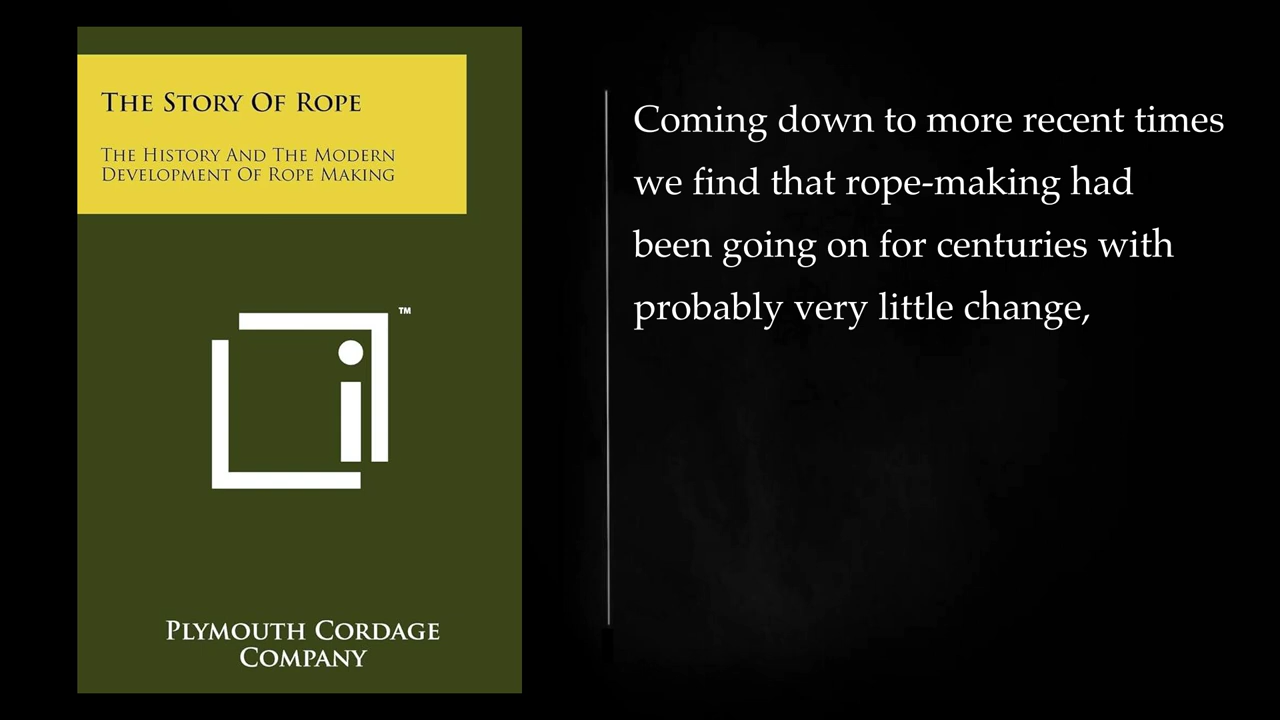 THE STORY OF ROPE
THE HISTORY AND THE MODERN
DEVELOPMENT OF ROPE MAKING
TM
PLYMOUTH CORDAGE
COMPANY
Coming down to more recent times
we find that rope-making had
been going on for centuries with
probably very little change,